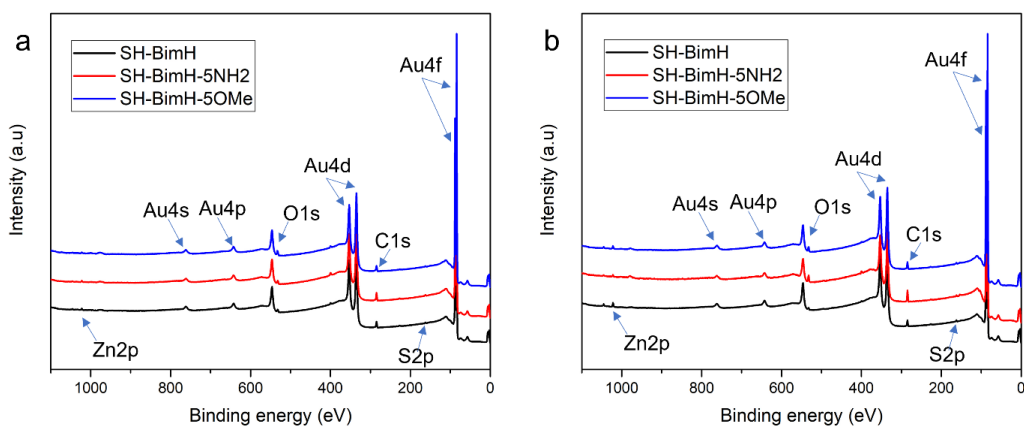 a
SH-BimH
SH-BimH-5NH2
SH-BimH-5OMe
Au4f
Au4d
Au4s
Au4p
O1s
C1s
Zn2p
S2p
Intensity (a.u)
1000
800
600
400
200
0
Binding energy (eV)
b
SH-BimH
SH-BimH-5NH2
SH-BimH-5OMe
Au4f
Au4d
Au4s
Au4p
O1s
C1s
Zn2p
S2p
Intensity (a.u)
1000
800
600
400
200
0
Binding energy (eV)